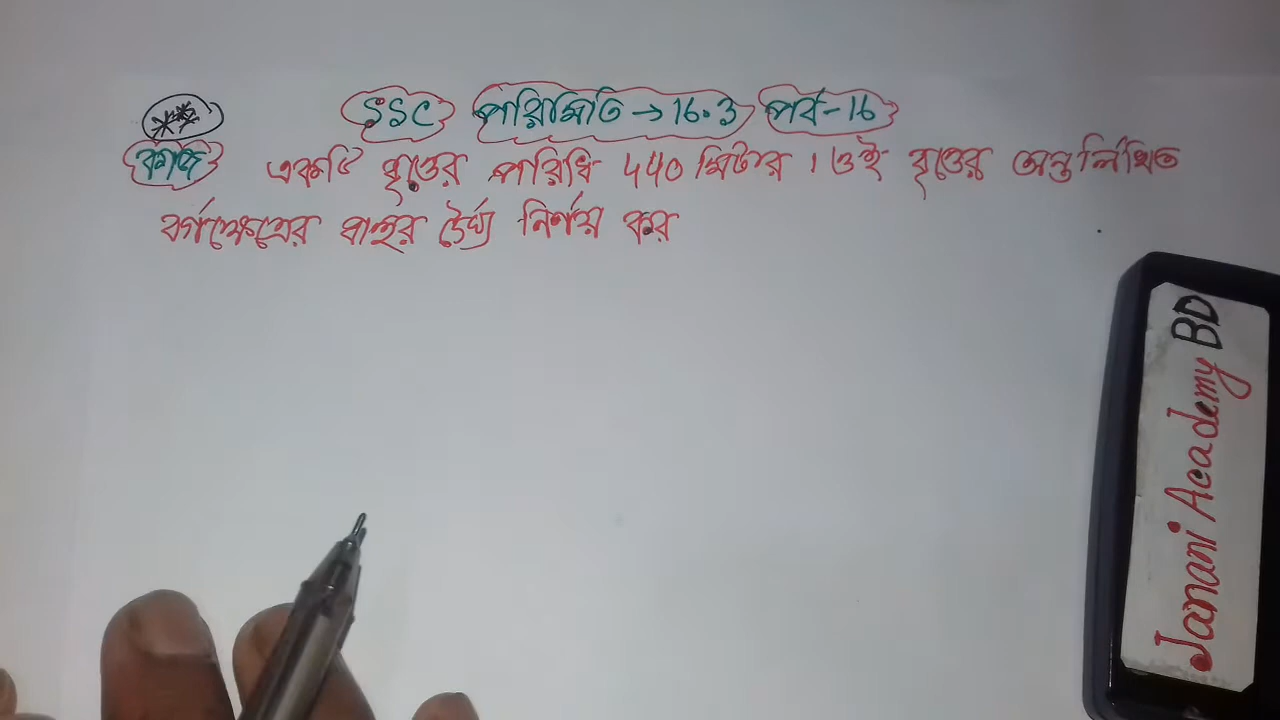 SSC পরিমিতি → 16.3 পর্ব - 16
একটি বৃত্তের পরিধি 440 মিটার। ওই বৃত্তের অন্তর্লিখিত
বর্গক্ষেত্রের বাহুর দৈর্ঘ্য নির্ণয় কর
Janani Academy BD